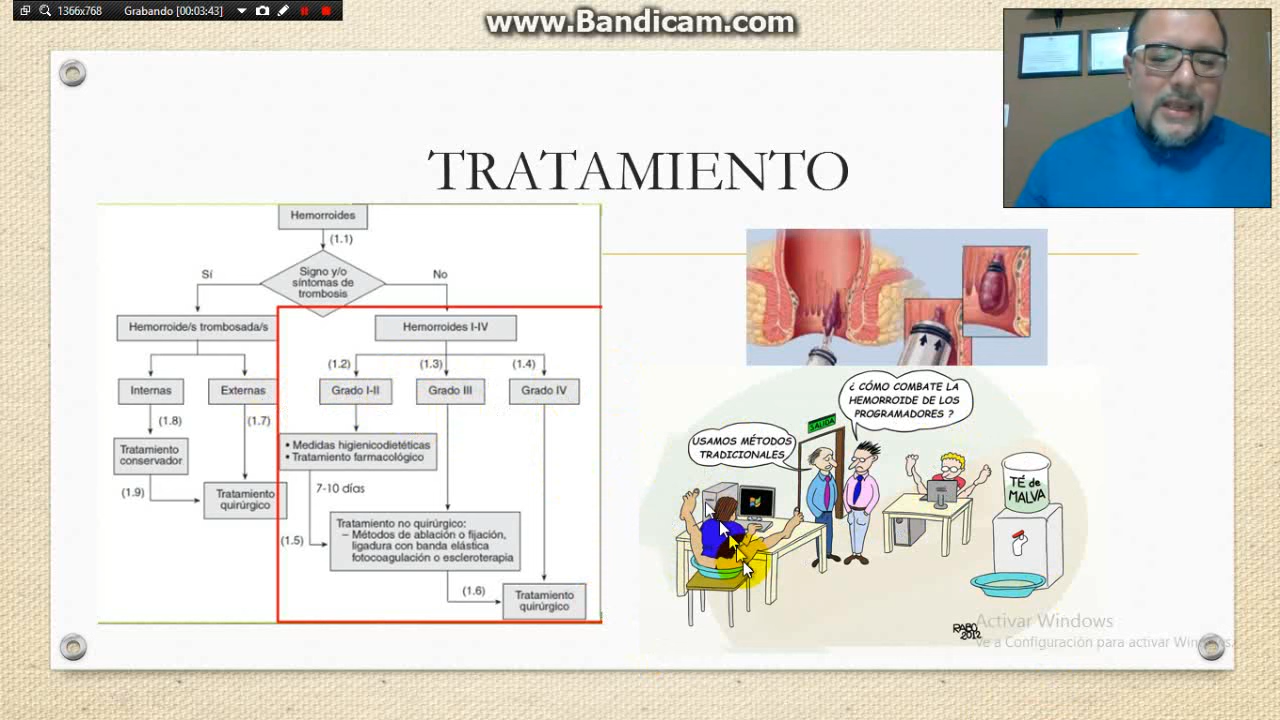 1366x768
Grabando [00:03:43]
www.Bandicam.com
TRATAMIENTO
Hemorroides
(1.1)
Signo y/o
síntomas de
trombosis
Sí
No
Hemorroide/s trombosada/s
Hemorroides I-IV
(1.2)
(1.3)
(1.4)
Internas
Externas
Grado I-II
Grado III
Grado IV
(1.8)
(1.7)
Tratamiento
conservador
• Medidas higienicodietéticas
• Tratamiento farmacológico
(1.9)
Tratamiento
quirúrgico
7-10 días
(1.5)
Tratamiento no quirúrgico:
– Métodos de ablación o fijación,
ligadura con banda elástica
fotocoagulación o escleroterapia
(1.6)
Tratamiento
quirúrgico
¿ CÓMO COMBATE LA
HEMORROIDE DE LOS
PROGRAMADORES ?
USAMOS MÉTODOS
TRADICIONALES
SALIDA
TÉ de
MALVA
RABO
2012
Activar Windows
Ve a Configuración para activar Windows.